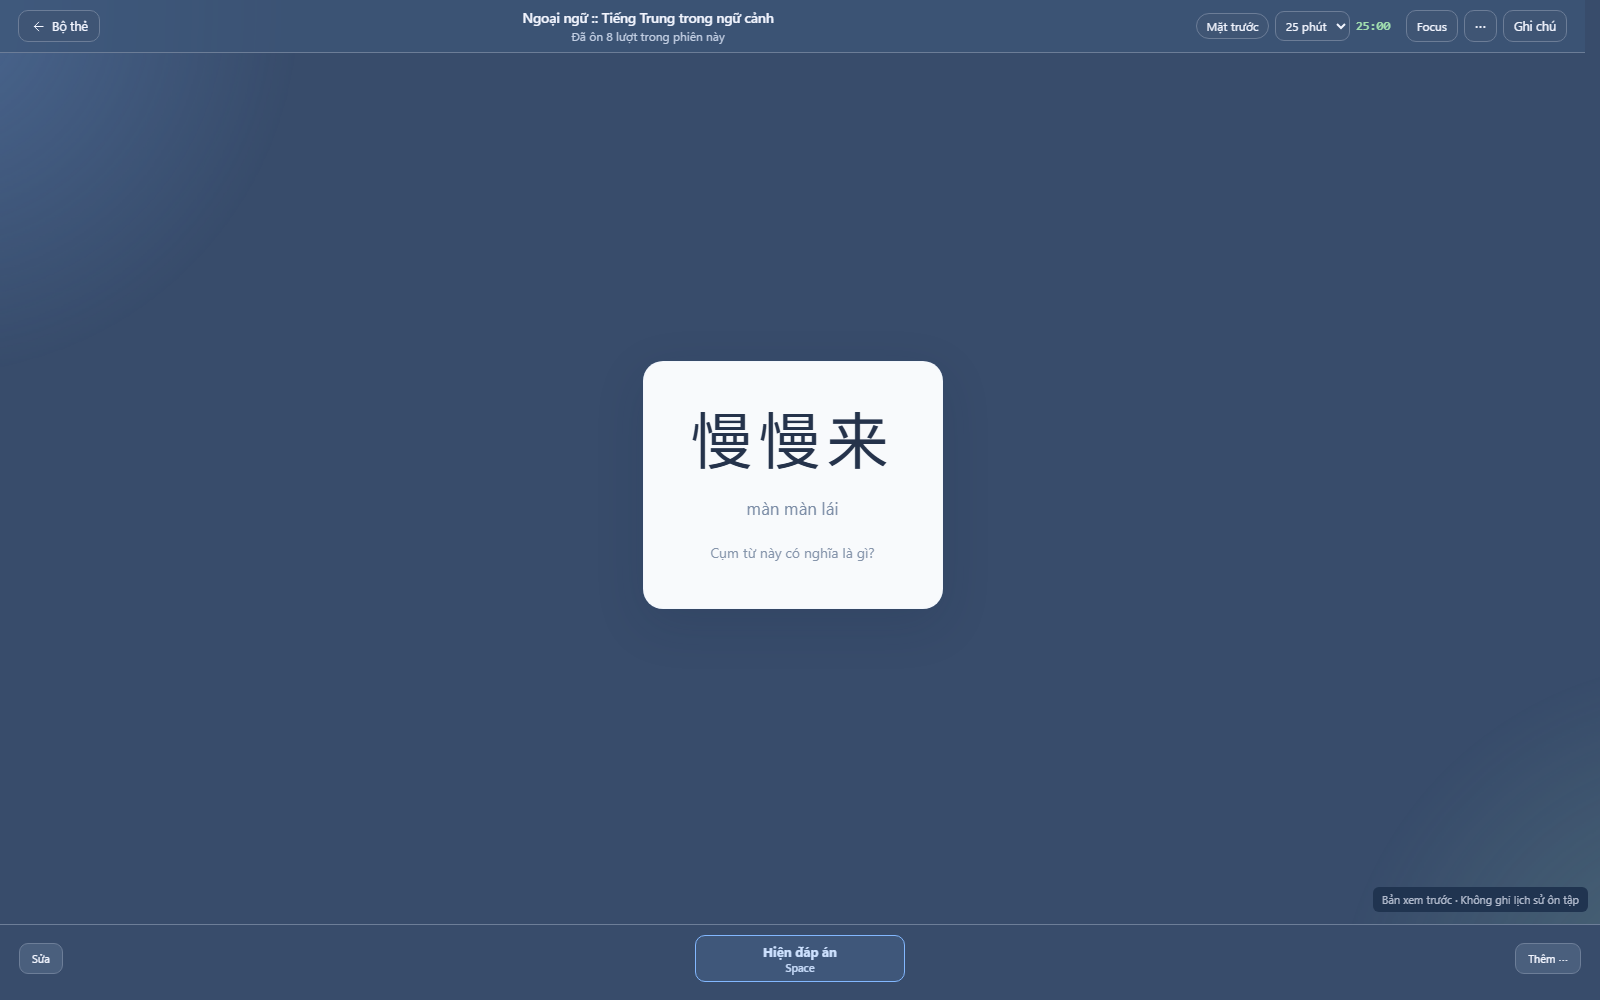 ← Bộ thẻ
Ngoại ngữ :: Tiếng Trung trong ngữ cảnh
Đã ôn 8 lượt trong phiên này
Mặt trước
25 phút
25:00
Focus
···
Ghi chú
慢慢来
màn màn lái
Cụm từ này có nghĩa là gì?
Bản xem trước · Không ghi lịch sử ôn tập
Sửa
Hiện đáp án
Space
Thêm ···